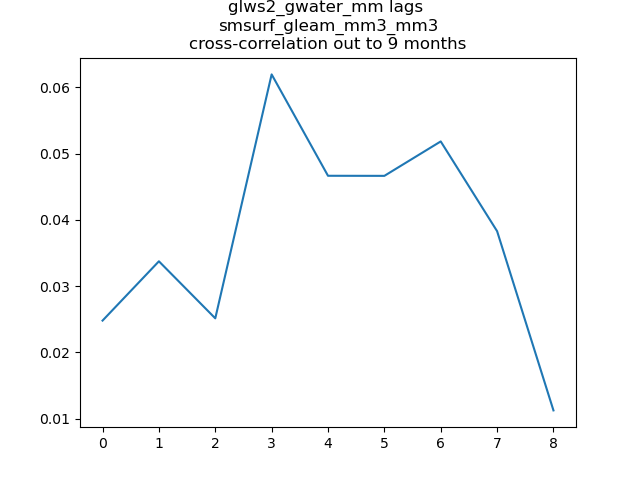 glws2_gwater_mm lags
smsurf_gleam_mm3_mm3
cross-correlation out to 9 months
0.06
0.05
0.04
0.03
0.02
0.01
0 1 2 3 4 5 6 7 8